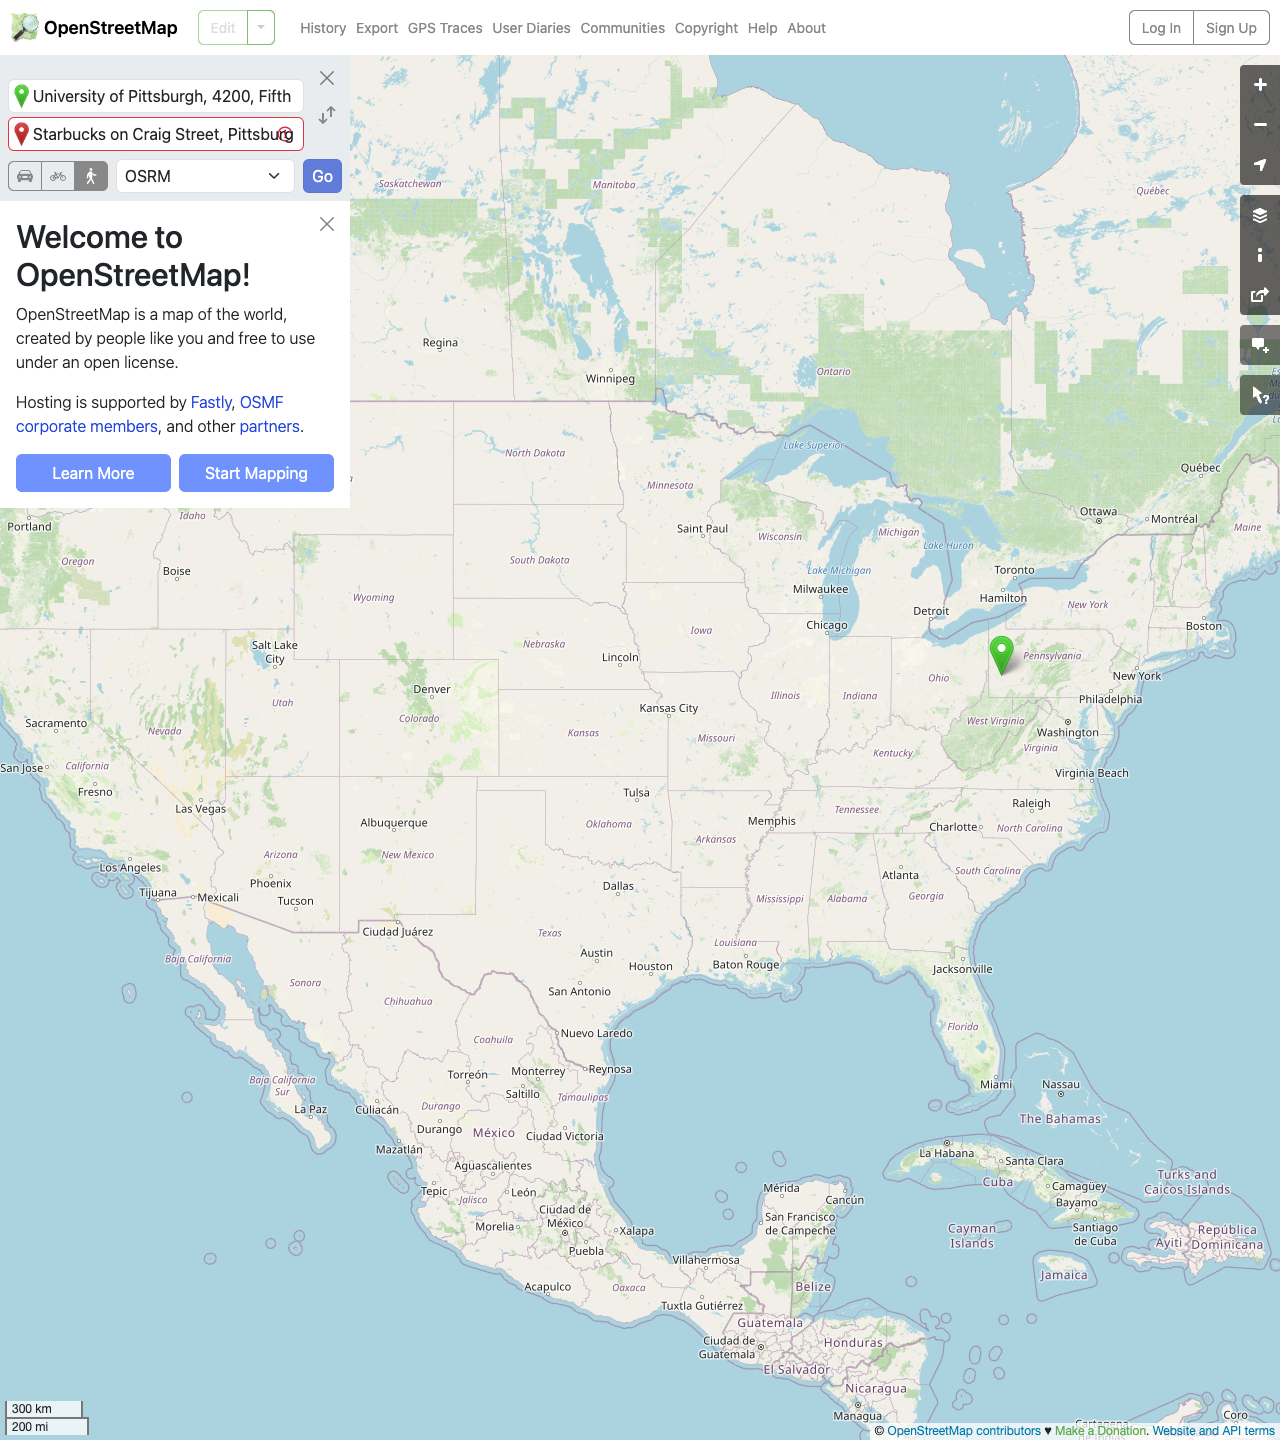 OpenStreetMap
Edit
History Export GPS Traces User Diaries Communities Copyright Help About
Log In Sign Up
University of Pittsburgh, 4200, Fifth
Starbucks on Craig Street, Pittsburg
OSRM
Go
Welcome to
OpenStreetMap!
OpenStreetMap is a map of the world,
created by people like you and free to use
under an open license.
Hosting is supported by Fastly, OSMF
corporate members, and other partners.
Learn More
Start Mapping
Saskatchewan
Manitoba
Québec
Regina
Winnipeg
Ontario
Lake Superior
North Dakota
Minnesota
Québec
Portland
Idaho
Saint Paul
Wisconsin
Michigan
Lake Huron
Ottawa
Montréal
Maine
Oregon
Boise
South Dakota
Lake Michigan
Toronto
Milwaukee
Hamilton
Wyoming
Detroit
New York
Chicago
Boston
Iowa
Salt Lake
City
Nebraska
Lincoln
Pennsylvania
New York
Denver
Ohio
Utah
Illinois
Indiana
Philadelphia
Kansas City
Colorado
Sacramento
Nevada
Kansas
Missouri
West Virginia
Washington
Virginia
Kentucky
San Jose
California
Virginia Beach
Fresno
Las Vegas
Tulsa
Raleigh
Tennessee
Albuquerque
Oklahoma
Memphis
Charlotte
North Carolina
Arkansas
Arizona
New Mexico
Los Angeles
Phoenix
Dallas
Atlanta
South Carolina
Tijuana
Mexicali
Tucson
Mississippi
Alabama
Georgia
Ciudad Juárez
Texas
Louisiana
Baja California
Austin
Houston
Baton Rouge
Jacksonville
Sonora
San Antonio
Chihuahua
Florida
Nuevo Laredo
Coahuila
Baja California
Sur
Torreón
Monterrey
Reynosa
Saltillo
Tamaulipas
Miami
Nassau
La Paz
Culiacán
Durango
Durango
México
Ciudad Victoria
The Bahamas
Mazatlán
La Habana
Santa Clara
Aguascalientes
Cuba
Camagüey
Turks and
Caicos Islands
Tepic
León
Jalisco
Mérida
Cancún
Bayamo
Ciudad de
México
San Francisco
de Campeche
Santiago
de Cuba
Morelia
Xalapa
Cayman
Islands
República
Dominicana
Ayiti
Puebla
Villahermosa
Jamaica
Acapulco
Oaxaca
Belize
Tuxtla Gutiérrez
Guatemala
Ciudad de
Guatemala
Honduras
El Salvador
Nicaragua
Managua
Coro
Cartagena
de Indias
300 km
200 mi
© OpenStreetMap contributors ♥ Make a Donation. Website and API terms